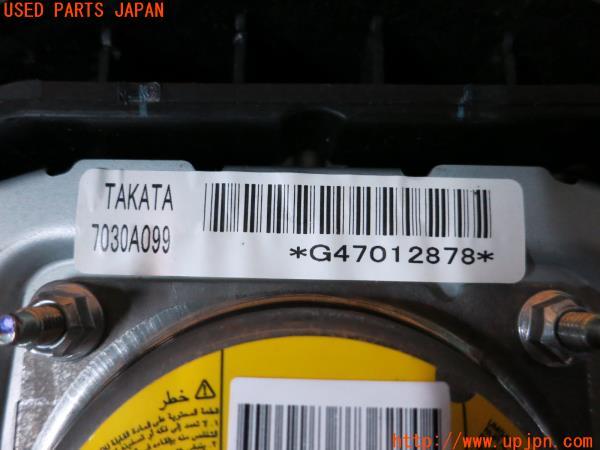 USED PARTS JAPAN
TAKATA
7030A099
*G47012878*
خطر
http://www.upjpn.com/